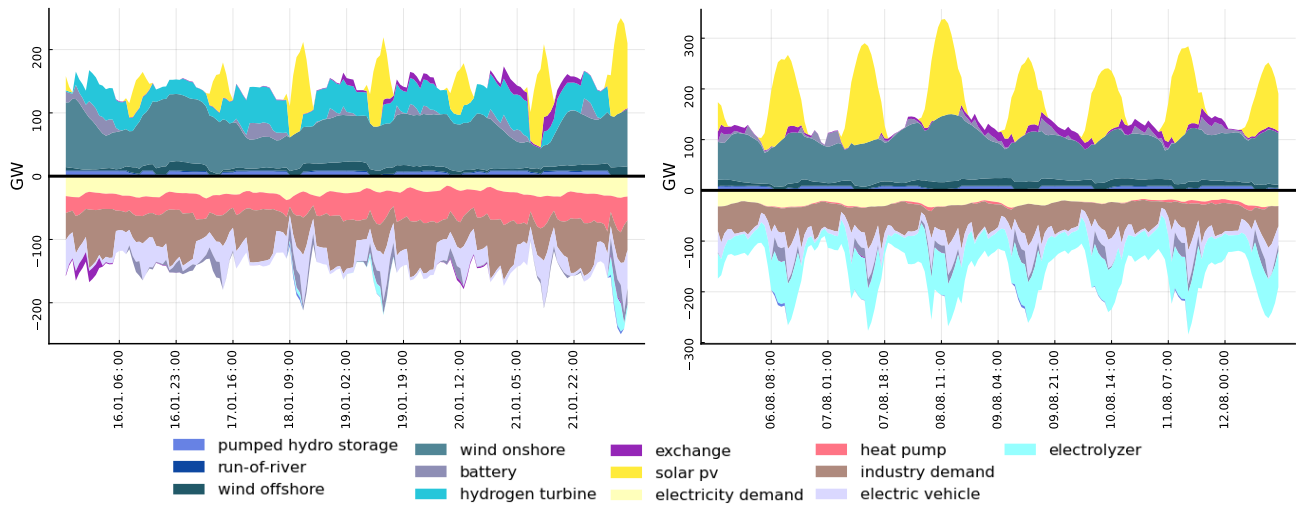 GW
200
100
0
−100
−200
16.01. 06 : 00
16.01. 23 : 00
17.01. 16 : 00
18.01. 09 : 00
19.01. 02 : 00
19.01. 19 : 00
20.01. 12 : 00
21.01. 05 : 00
21.01. 22 : 00
GW
300
200
100
0
−100
−200
−300
06.08. 08 : 00
07.08. 01 : 00
07.08. 18 : 00
08.08. 11 : 00
09.08. 04 : 00
09.08. 21 : 00
10.08. 14 : 00
11.08. 07 : 00
12.08. 00 : 00
pumped hydro storage
run-of-river
wind offshore
wind onshore
battery
hydrogen turbine
exchange
solar pv
electricity demand
heat pump
industry demand
electric vehicle
electrolyzer